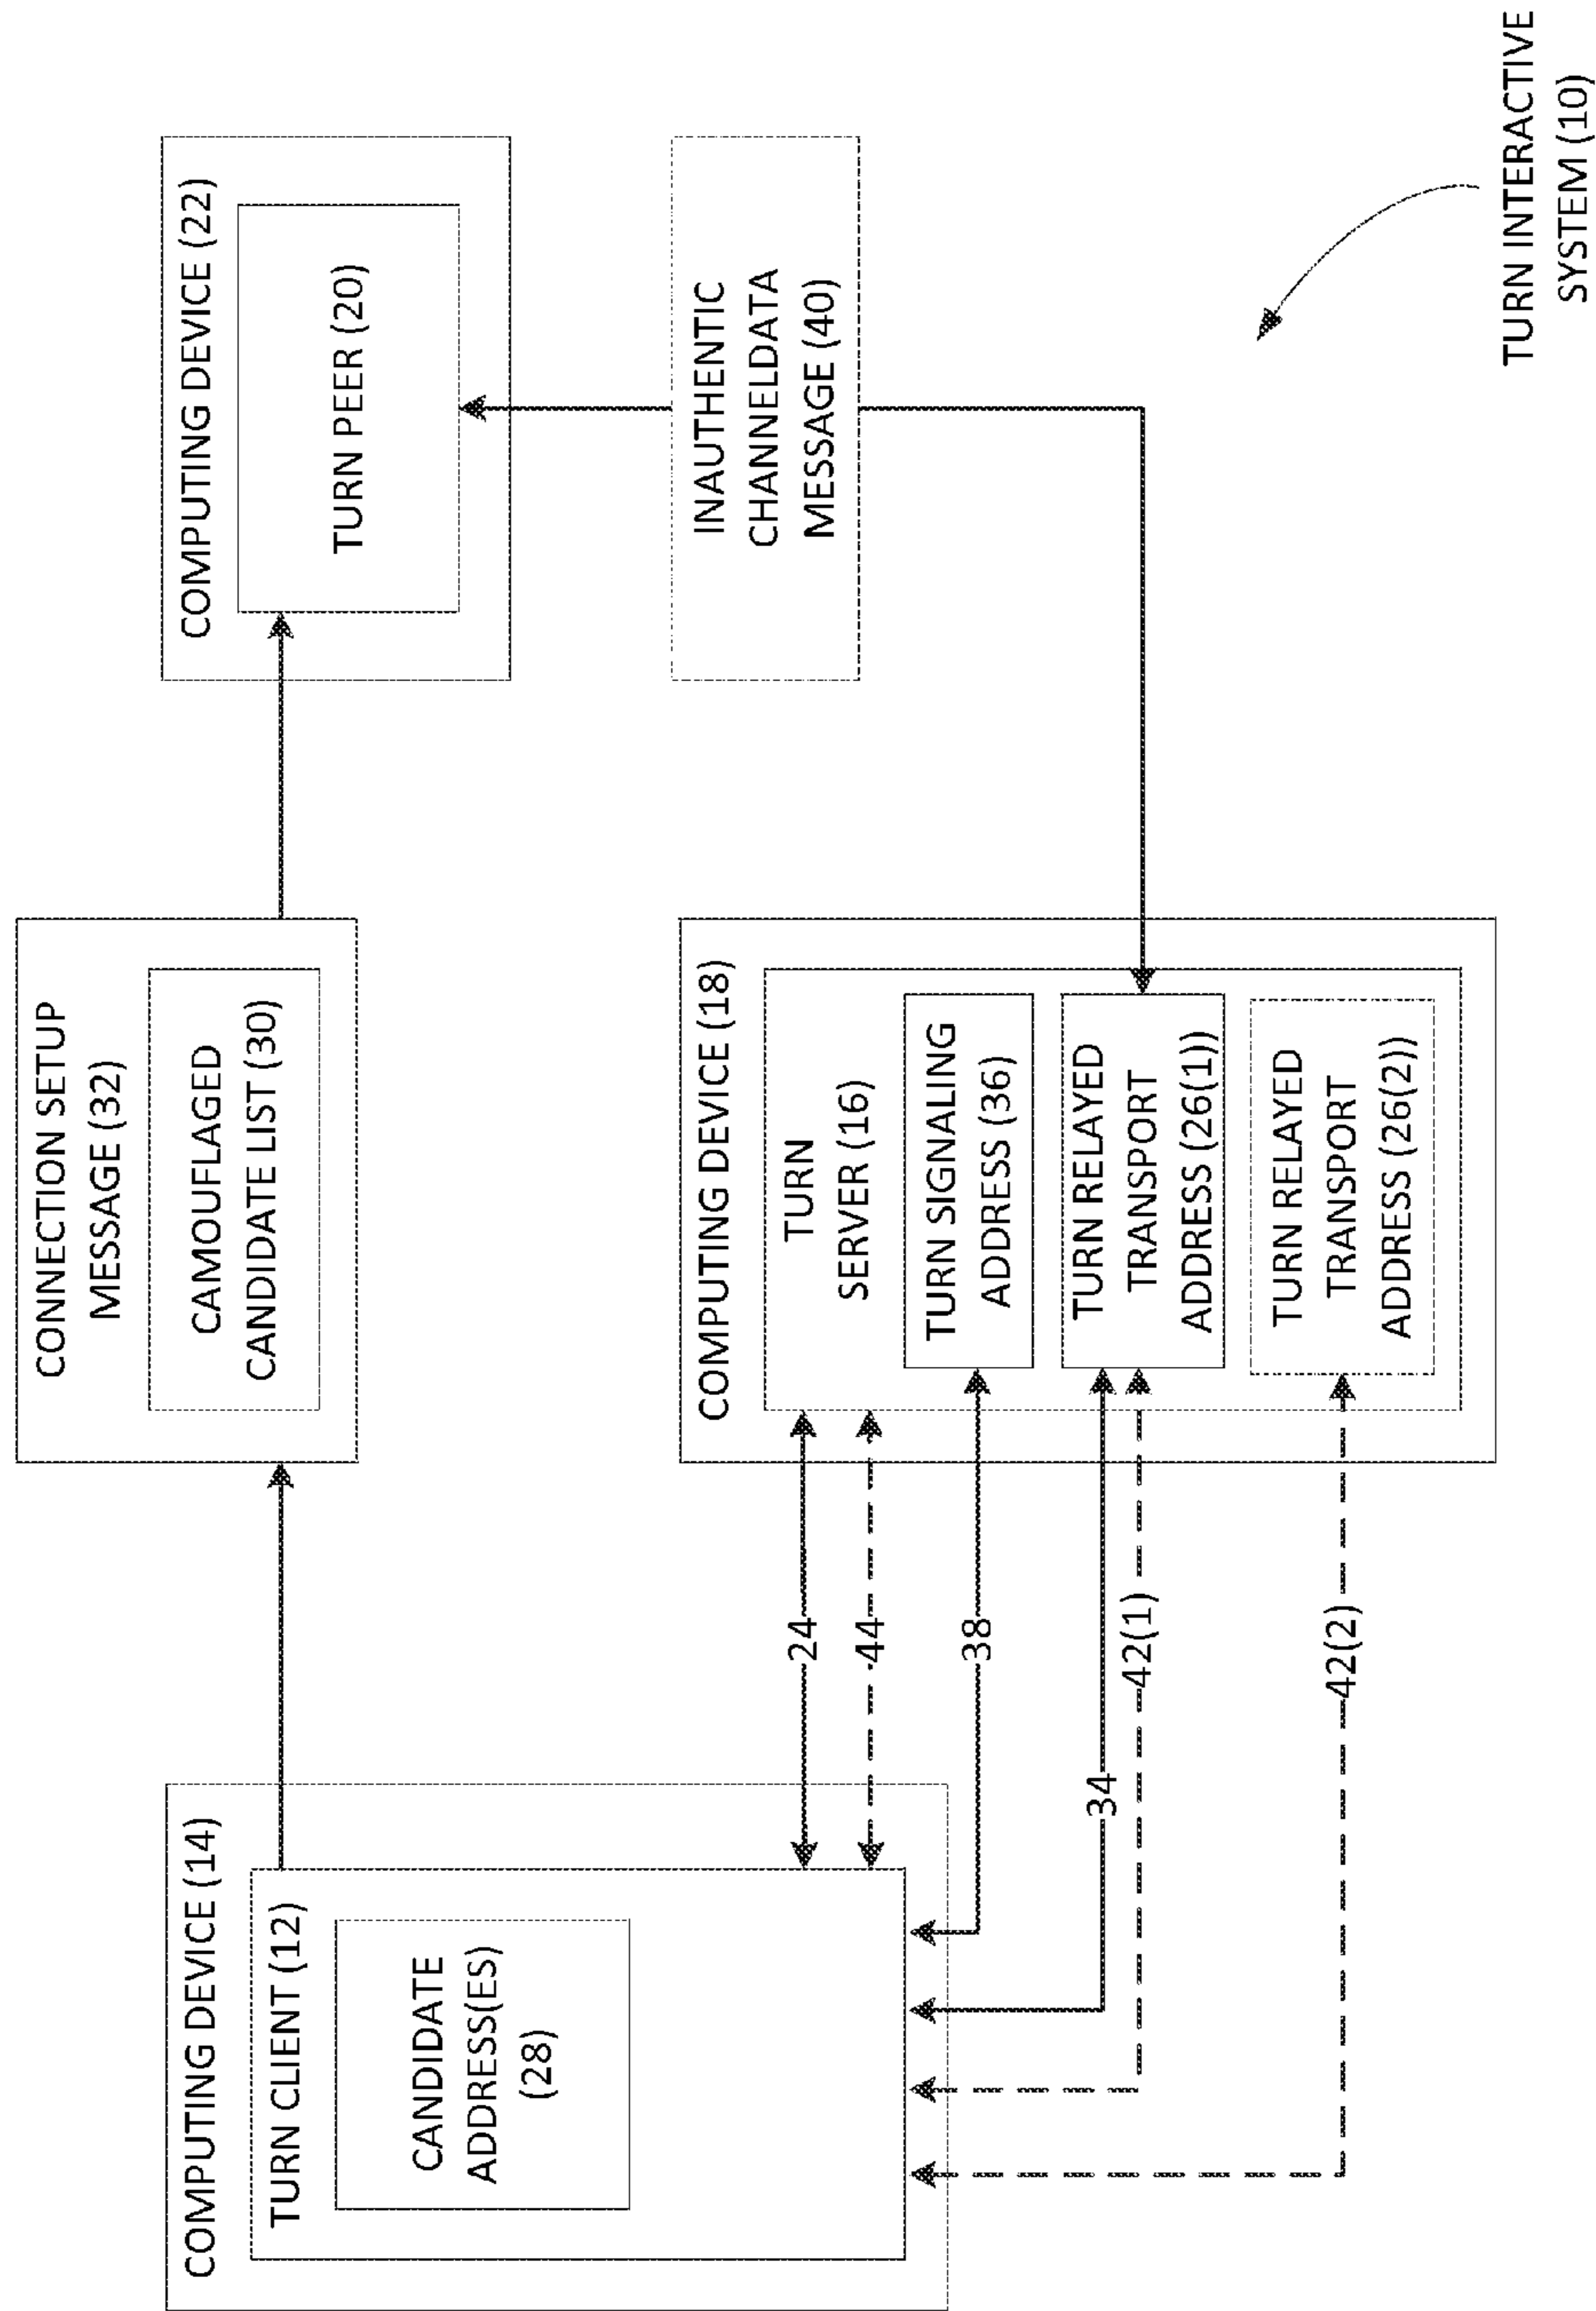 CONNECTION SETUP
MESSAGE (32)
CAMOUFLAGED
CANDIDATE LIST (30)
COMPUTING DEVICE (14)
TURN CLIENT (12)
CANDIDATE
ADDRESS(ES)
(28)
COMPUTING DEVICE (22)
TURN PEER (20)
INAUTHENTIC
CHANNELDATA
MESSAGE (40)
24
44
38
34
42(1)
42(2)
COMPUTING DEVICE (18)
TURN
SERVER (16)
TURN SIGNALING
ADDRESS (36)
TURN RELAYED
TRANSPORT
ADDRESS (26(1))
TURN RELAYED
TRANSPORT
ADDRESS (26(2))
TURN INTERACTIVE
SYSTEM (10)